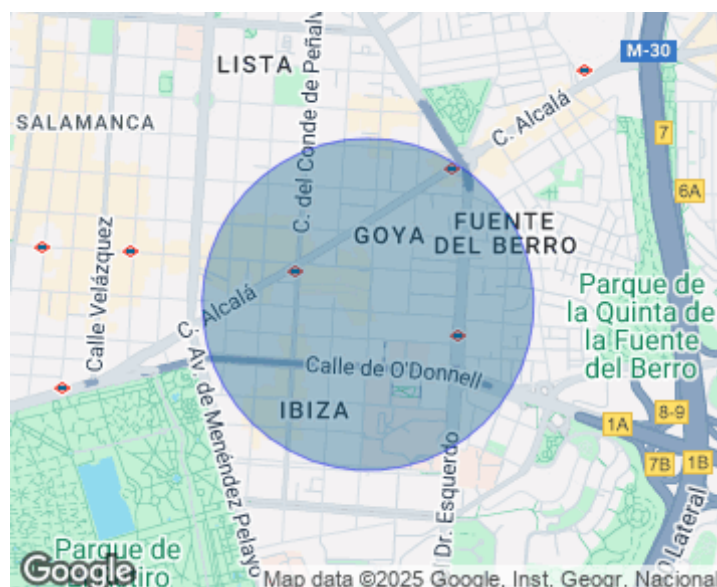 LISTA
M-30
SALAMANCA
C. del Conde de Peñalv
C. Alcalá
7
6A
GOYA
FUENTE
DEL BERRO
Calle Velázquez
C. Alcalá
Parque de
la Quinta de
la Fuente
del Berro
Calle de O'Donnell
C. Av. de Menéndez Pelayo
IBIZA
1A
8-9
7B
1B
l Dr. Esquerdo
O Lateral
Parque de
Google
Map data ©2025 Google, Inst. Geogr. Nacional